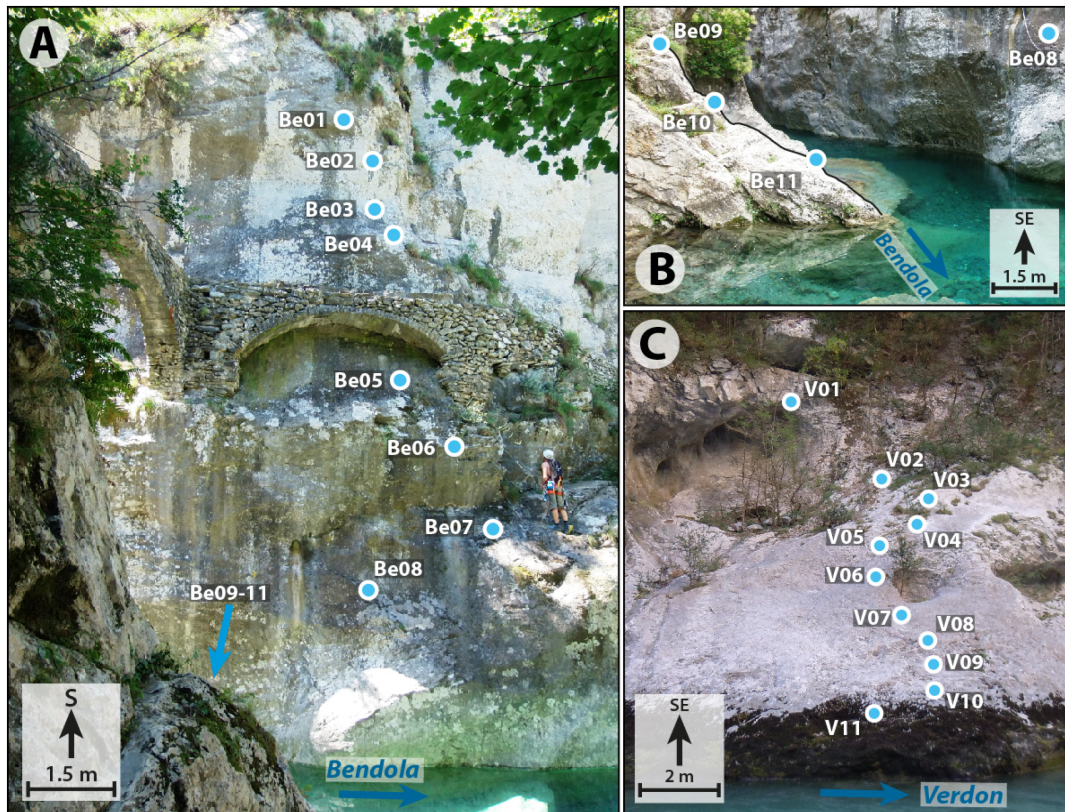 A
Be01
Be02
Be03
Be04
Be05
Be06
Be07
Be08
Be09-11
S
1.5 m
Bendola
B
Be09
Be08
Be10
Be11
SE
1.5 m
Bendola
C
V01
V02
V03
V04
V05
V06
V07
V08
V09
V10
V11
SE
2 m
Verdon